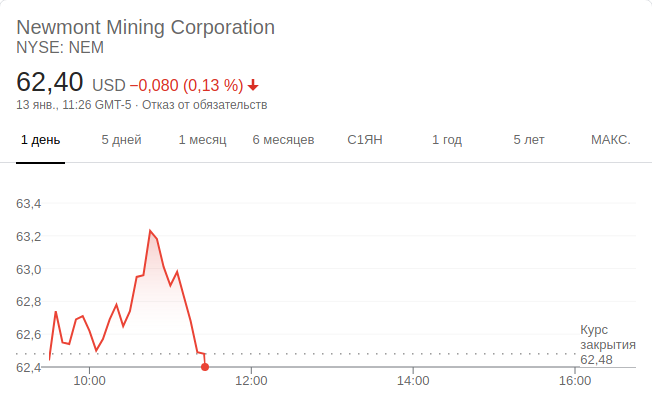 Newmont Mining Corporation
NYSE: NEM
62,40 USD −0,080 (0,13 %)
13 янв., 11:26 GMT-5 · Отказ от обязательств
1 день 5 дней 1 месяц 6 месяцев С1ЯН 1 год 5 лет МАКС.
63,4
63,2
63,0
62,8
62,6
62,4
Курс
закрытия
62,48
10:00 12:00 14:00 16:00